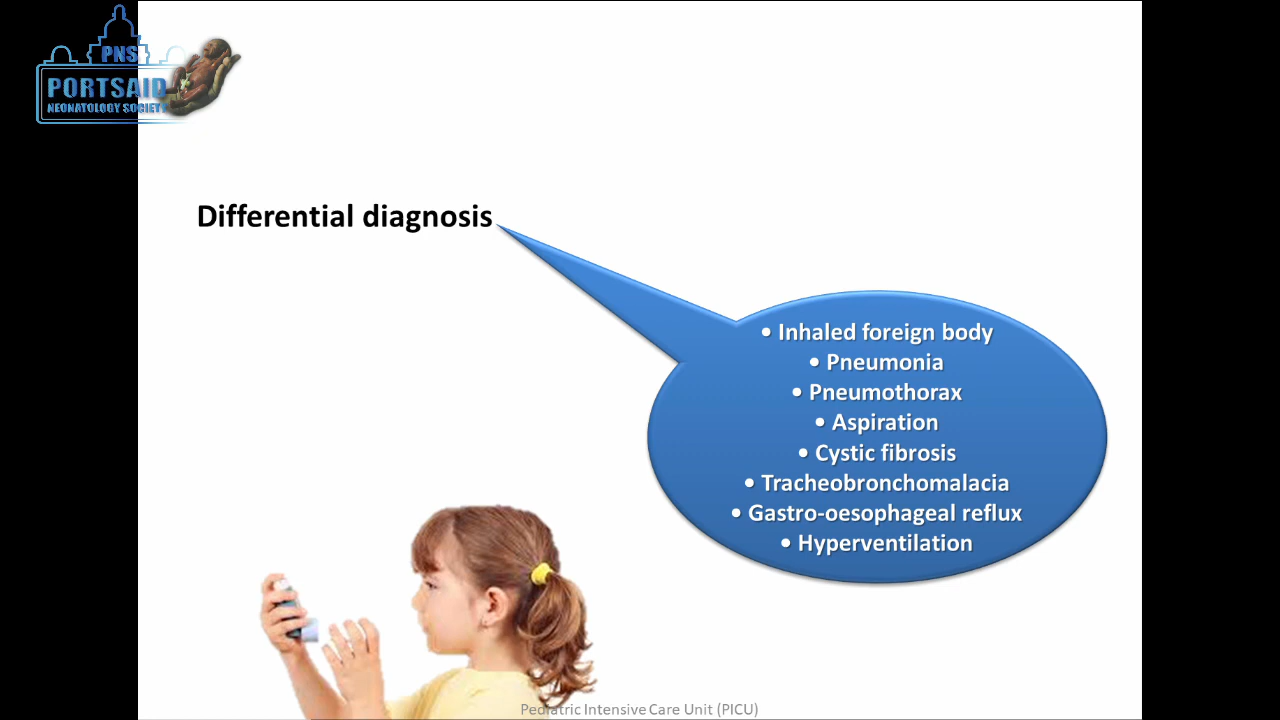 PNS
PORTSAID
NEONATOLOGY SOCIETY
Differential diagnosis
• Inhaled foreign body
• Pneumonia
• Pneumothorax
• Aspiration
• Cystic fibrosis
• Tracheobronchomalacia
• Gastro-oesophageal reflux
• Hyperventilation
Pediatric Intensive Care Unit (PICU)